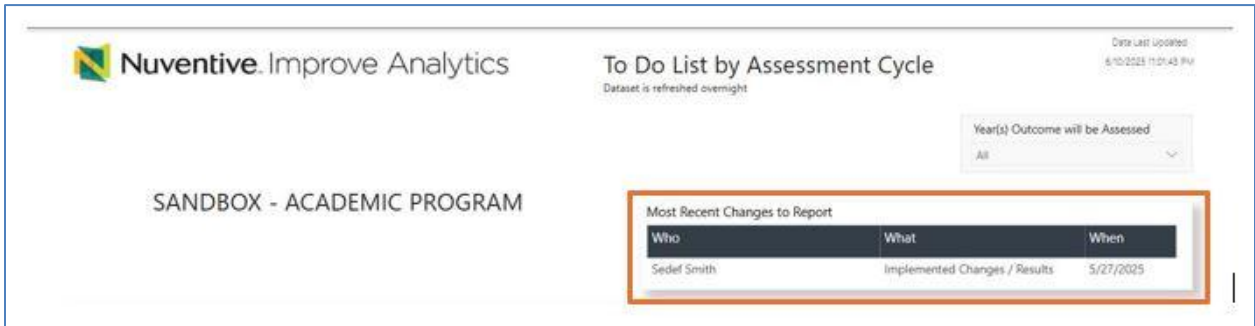 Nuventive. Improve Analytics
To Do List by Assessment Cycle
Dataset is refreshed overnight
Date Last Updated
6/10/2025 11:01:43 PM
Year(s) Outcome will be Assessed
All
SANDBOX - ACADEMIC PROGRAM
Most Recent Changes to Report
Who What When
Sedef Smith Implemented Changes / Results 5/27/2025